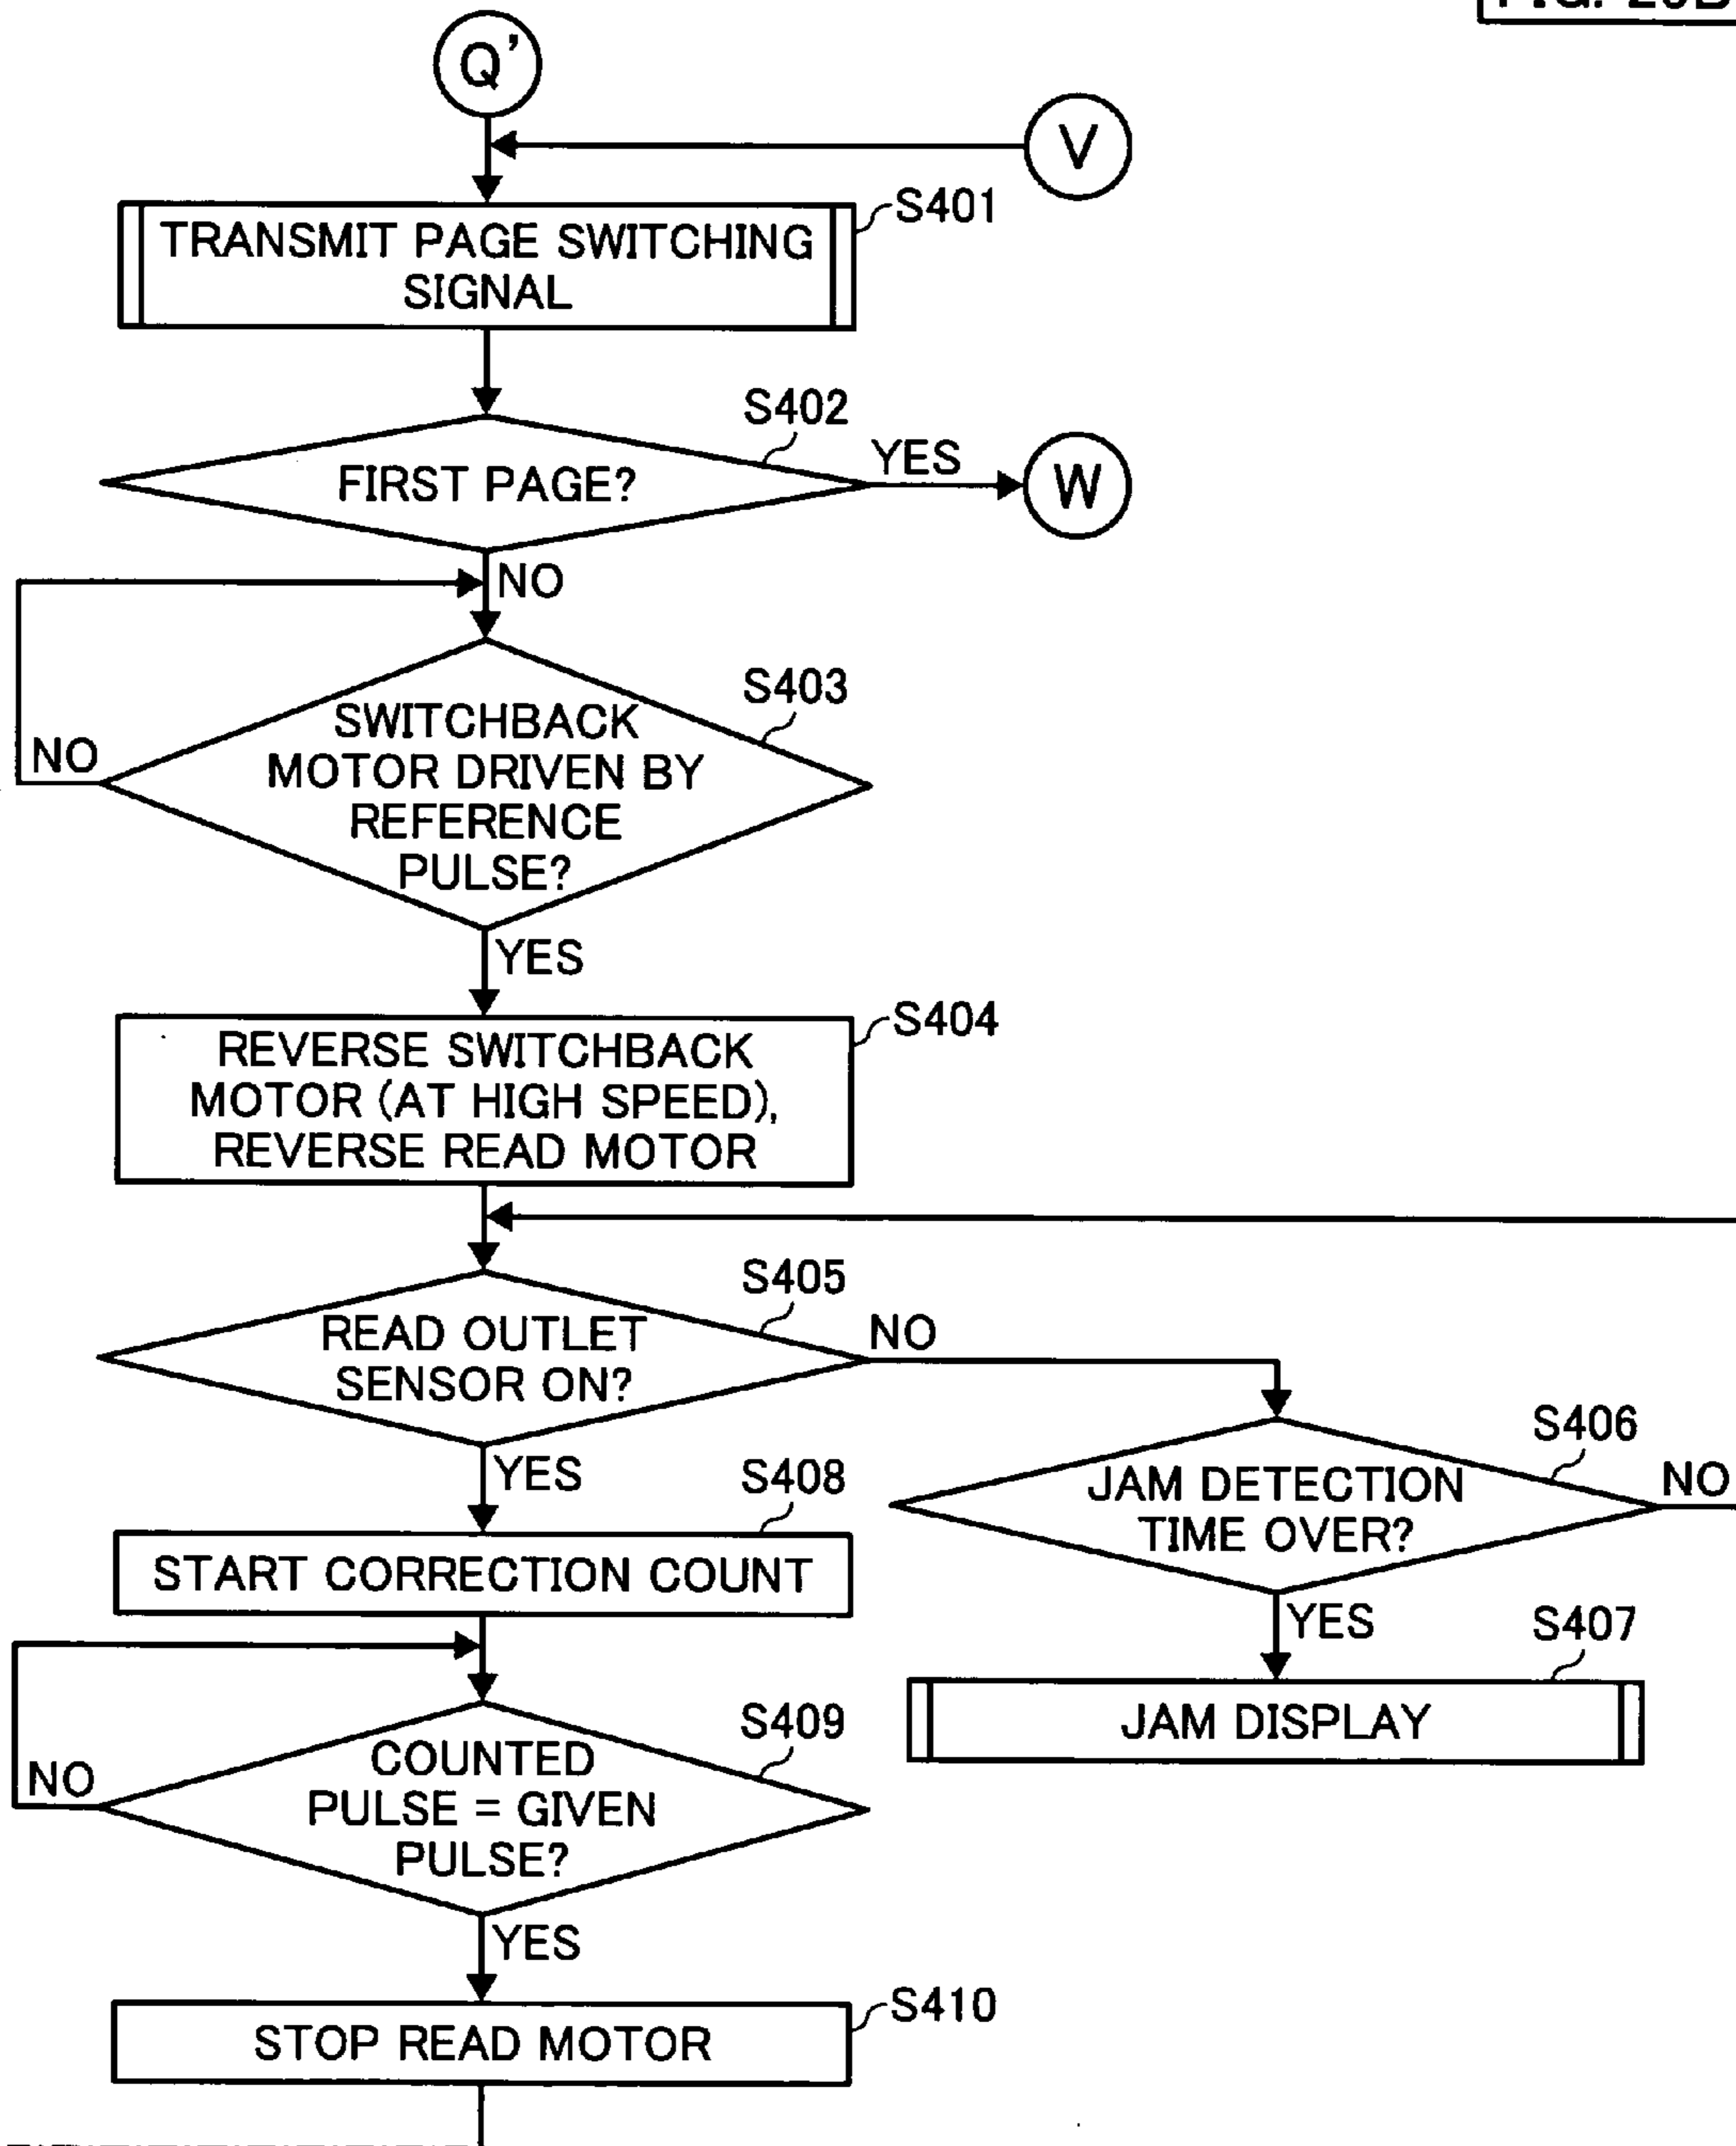 Q'
V
S401
TRANSMIT PAGE SWITCHING
SIGNAL
S402
FIRST PAGE?
YES
W
NO
S403
SWITCHBACK
MOTOR DRIVEN BY
REFERENCE
PULSE?
NO
YES
S404
REVERSE SWITCHBACK
MOTOR (AT HIGH SPEED),
REVERSE READ MOTOR
S405
READ OUTLET
SENSOR ON?
NO
YES
S406
JAM DETECTION
TIME OVER?
NO
YES
S407
JAM DISPLAY
S408
START CORRECTION COUNT
S409
COUNTED
PULSE = GIVEN
PULSE?
NO
YES
S410
STOP READ MOTOR